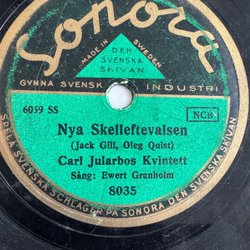 Sonora
MADE IN SWEDEN
DEN
SVENSKA
SKIVAN
GYNNA SVENSK INDUSTRI
6059 SS
NCB
Nya Skelleftevalsen
(Jack Gill, Oleg Quist)
Carl Jularbos Kvintett
Sång: Ewert Granholm
8035
SPELA SVENSKA SCHLAGER PÅ SONORA DEN SVENSKA SKIVAN